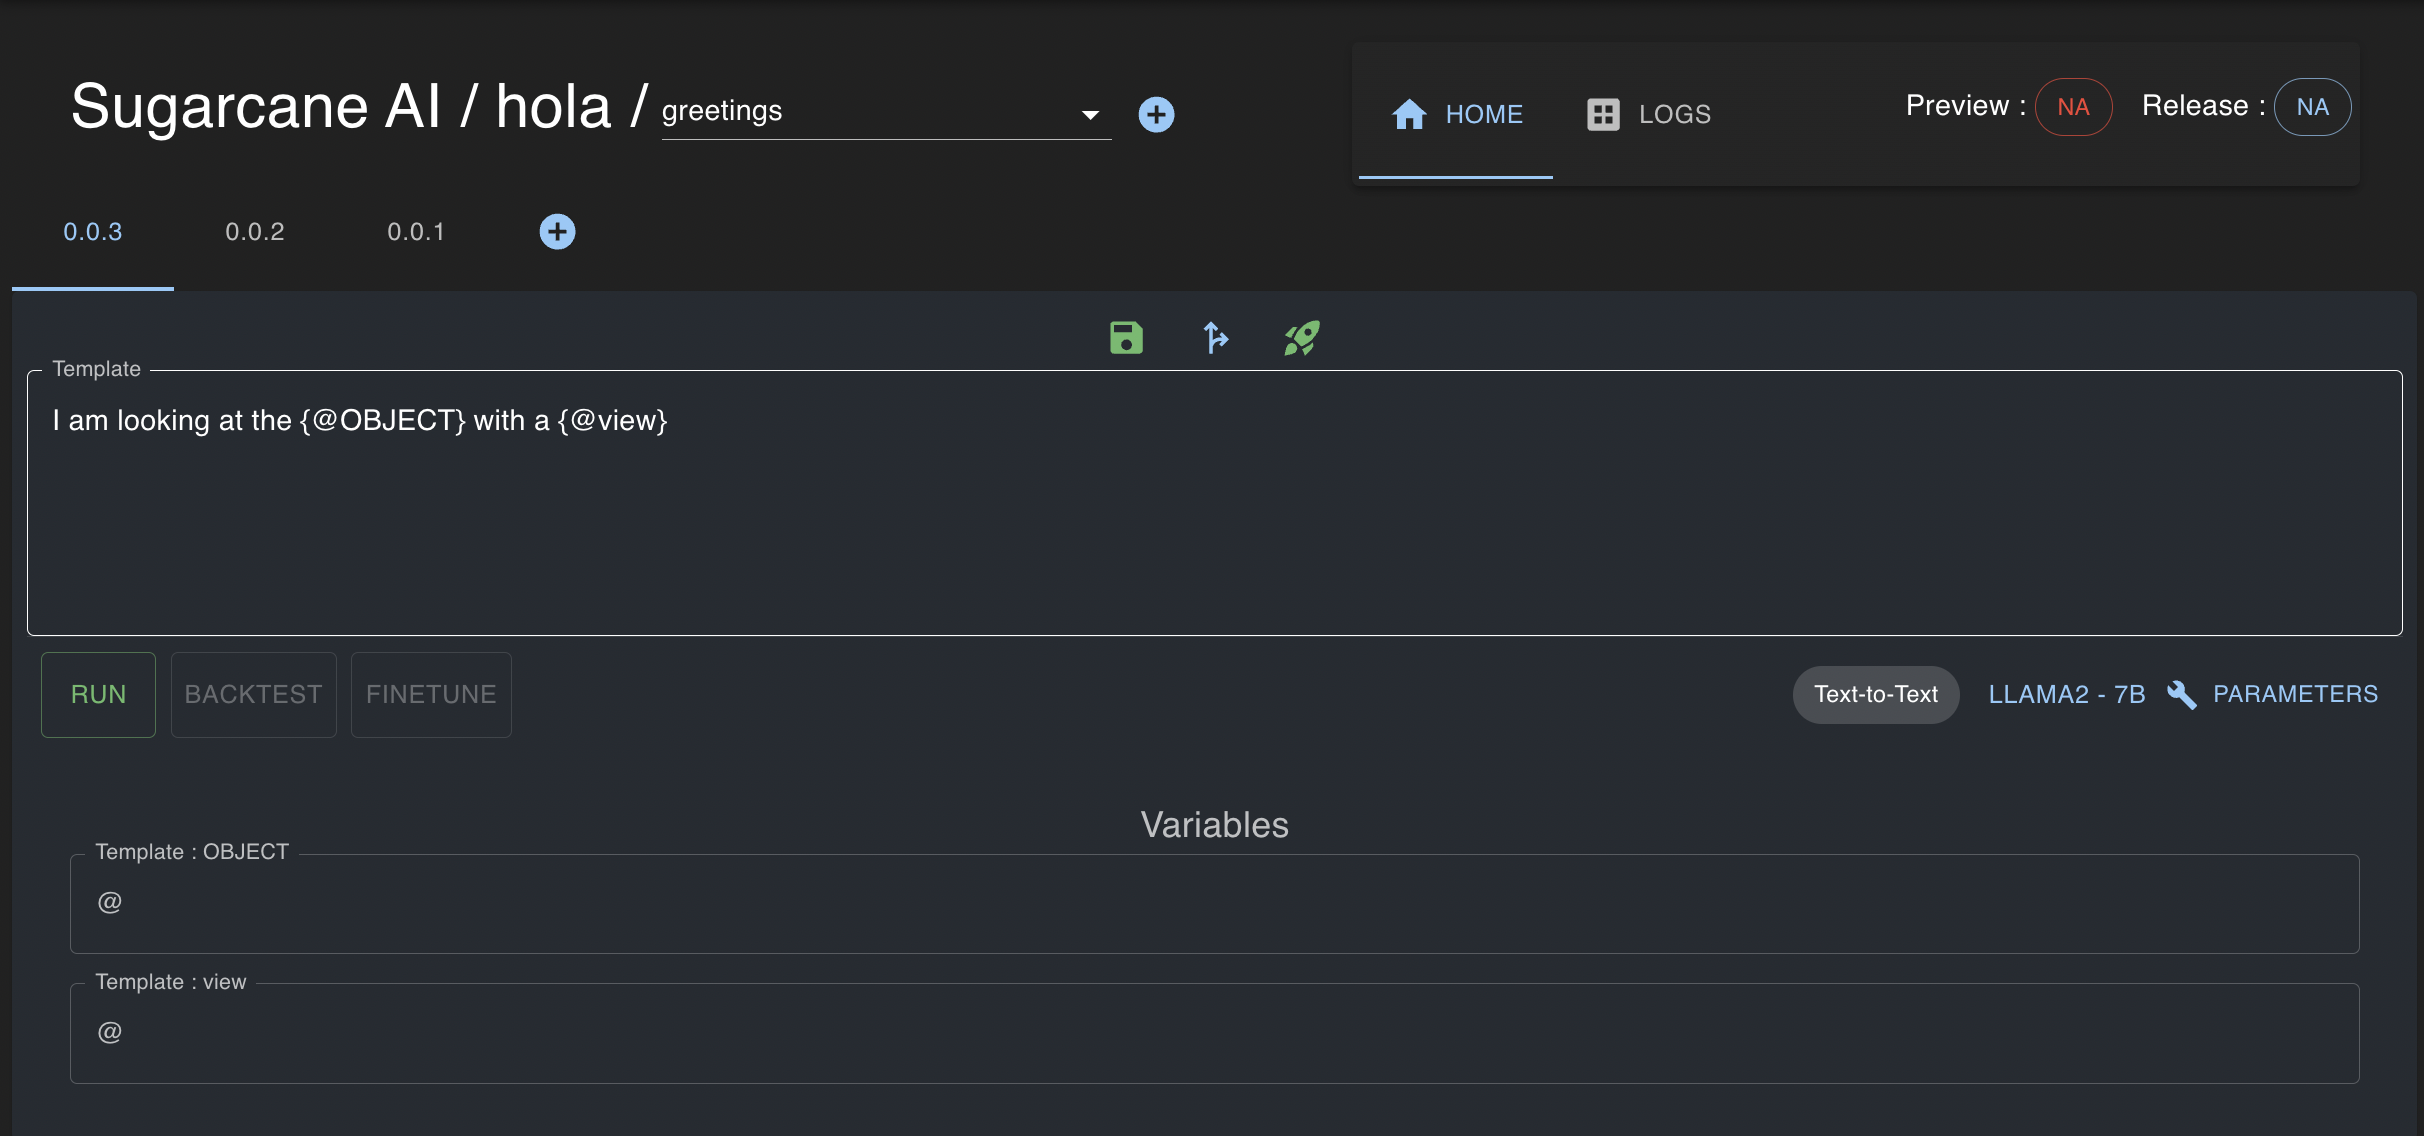 Sugarcane AI / hola / greetings
HOME LOGS Preview : NA Release : NA
0.0.3 0.0.2 0.0.1
Template
I am looking at the {@OBJECT} with a {@view}
RUN BACKTEST FINETUNE Text-to-Text LLAMA2 - 7B PARAMETERS
Variables
Template : OBJECT
@
Template : view
@